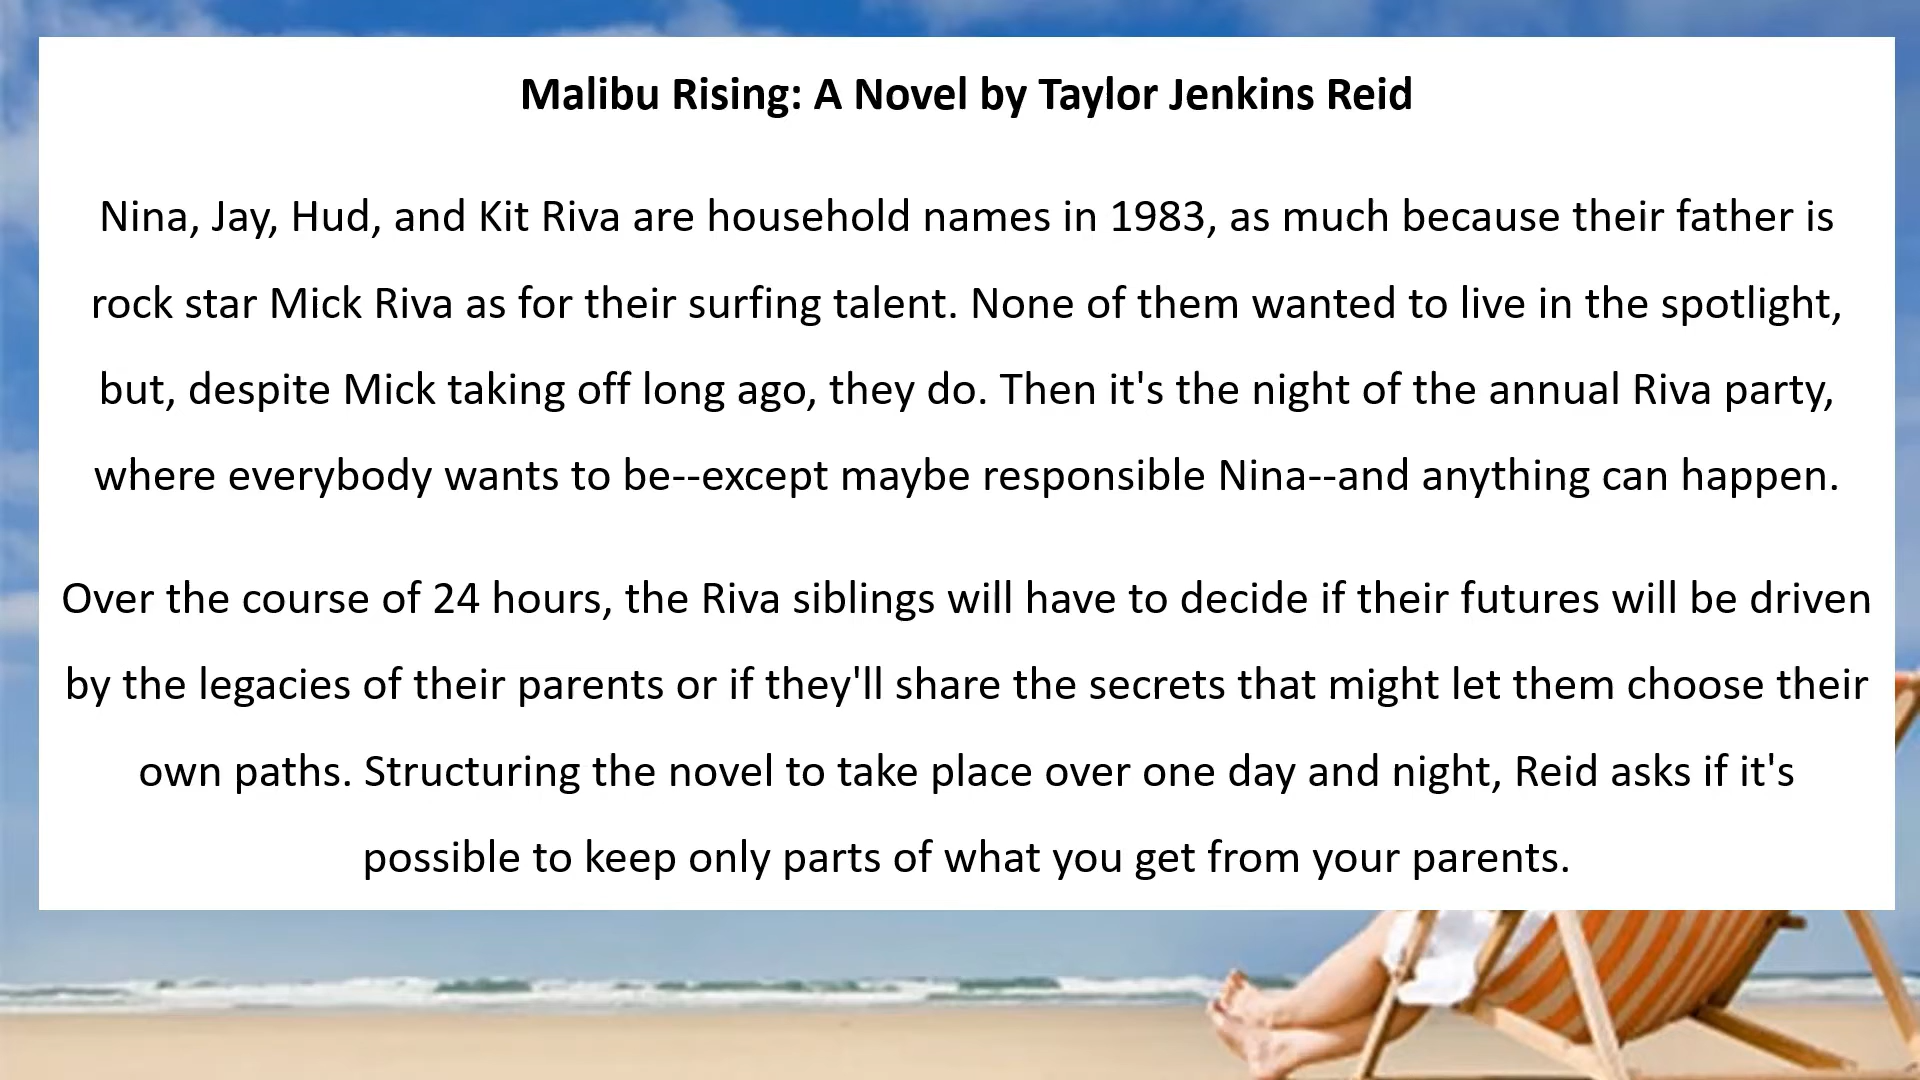 Malibu Rising: A Novel by Taylor Jenkins Reid
Nina, Jay, Hud, and Kit Riva are household names in 1983, as much because their father is
rock star Mick Riva as for their surfing talent. None of them wanted to live in the spotlight,
but, despite Mick taking off long ago, they do. Then it's the night of the annual Riva party,
where everybody wants to be--except maybe responsible Nina--and anything can happen.
Over the course of 24 hours, the Riva siblings will have to decide if their futures will be driven
by the legacies of their parents or if they'll share the secrets that might let them choose their
own paths. Structuring the novel to take place over one day and night, Reid asks if it's
possible to keep only parts of what you get from your parents.